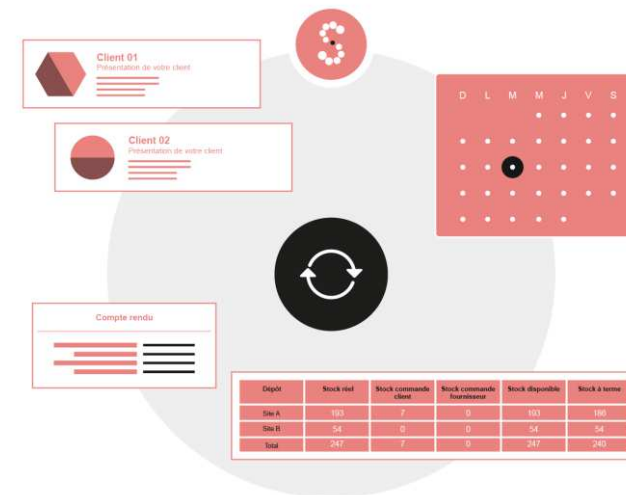 S
Client 01
Présentation de votre client
D L M M J V S
Client 02
Présentation de votre client
Compte rendu
Dépôt Stock réel Stock commande client Stock commande fournisseur Stock disponible Stock à terme
Site A 193 7 0 193 186
Site B 54 0 0 54 54
Total 247 7 0 247 240